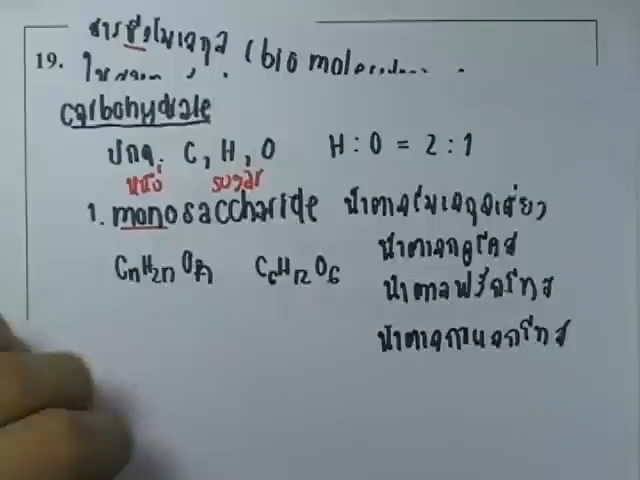 19. สารชีวโมเลกุล (biomolecule
carbohydrate
ปกด. C, H, O H : O = 2 : 1
หนึ่ง sugar
1. monosaccharide น้ำตาลโมเลกุลเดี่ยว
CnH2nOn C6H12O6 น้ำตาลกลูโคส
น้ำตาลฟรักโทส
น้ำตาลกาแลกโทส